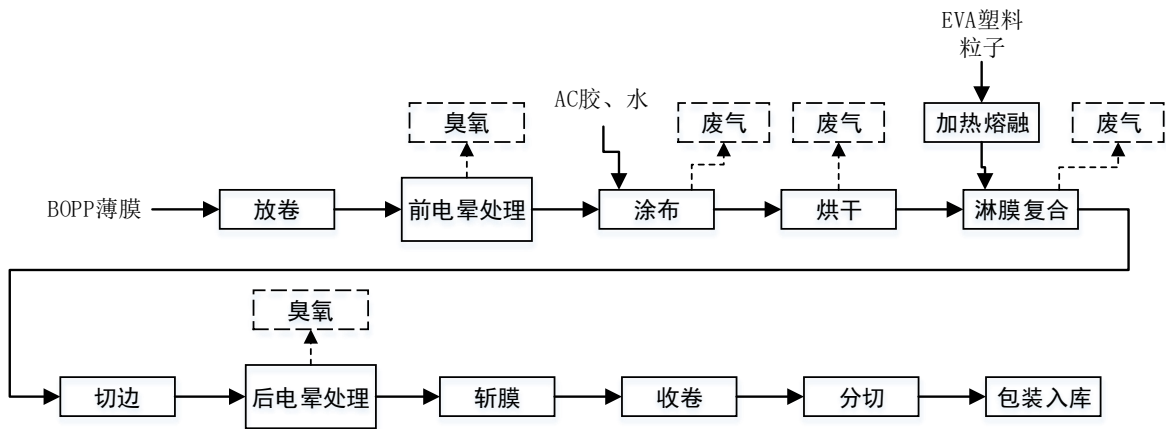 EVA塑料
粒子
AC胶、水
臭氧
废气
废气
加热熔融
废气
BOPP薄膜
放卷
前电晕处理
涂布
烘干
淋膜复合
臭氧
切边
后电晕处理
斩膜
收卷
分切
包装入库